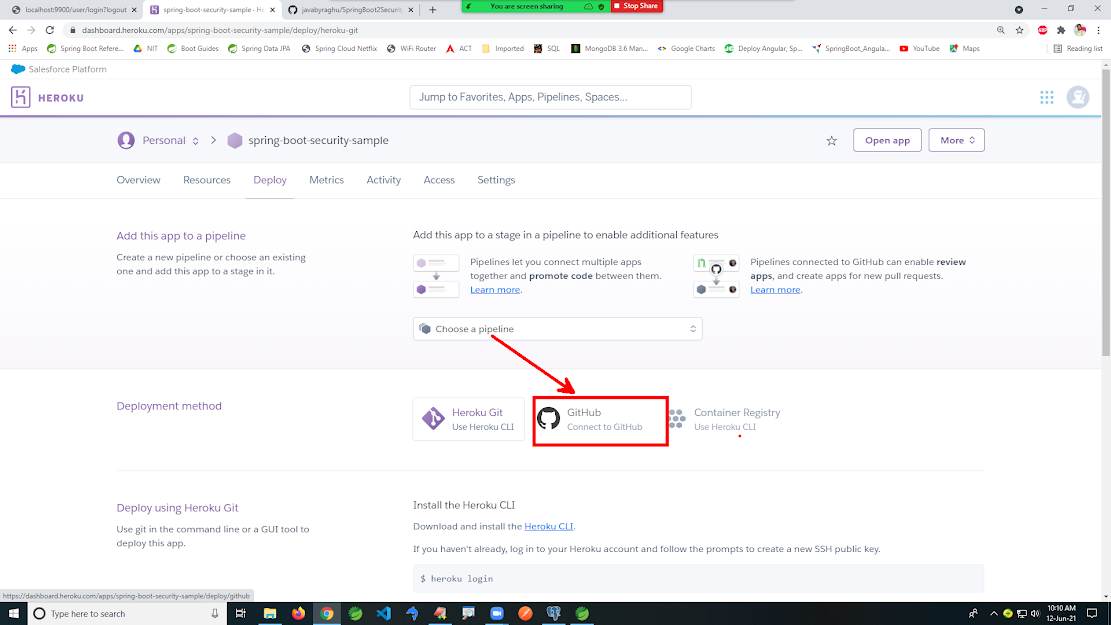 localhost:9900/user/login?logout
spring-boot-security-sample - He
javabyraghu/SpringBoot2Securit
You are screen sharing
Stop Share
dashboard.heroku.com/apps/spring-boot-security-sample/deploy/heroku-git
Apps
Spring Boot Refere...
NIT
Boot Guides
Spring Data JPA
Spring Cloud Netflix
WiFi Router
ACT
Imported
SQL
MongoDB 3.6 Man...
Google Charts
Deploy Angular, Sp...
SpringBoot_Angula...
YouTube
Maps
Reading list
Salesforce Platform
HEROKU
Jump to Favorites, Apps, Pipelines, Spaces...
Personal
spring-boot-security-sample
Open app
More
Overview
Resources
Deploy
Metrics
Activity
Access
Settings
Add this app to a pipeline
Create a new pipeline or choose an existing
one and add this app to a stage in it.
Add this app to a stage in a pipeline to enable additional features
Pipelines let you connect multiple apps
together and promote code between them.
Learn more.
Pipelines connected to GitHub can enable review
apps, and create apps for new pull requests.
Learn more.
Choose a pipeline
Deployment method
Heroku Git
Use Heroku CLI
GitHub
Connect to GitHub
Container Registry
Use Heroku CLI
Deploy using Heroku Git
Use git in the command line or a GUI tool to
deploy this app.
Install the Heroku CLI
Download and install the Heroku CLI.
If you haven't already, log in to your Heroku account and follow the prompts to create a new SSH public key.
$ heroku login
https://dashboard.heroku.com/apps/spring-boot-security-sample/deploy/github
Type here to search
10:10 AM
12-Jun-21